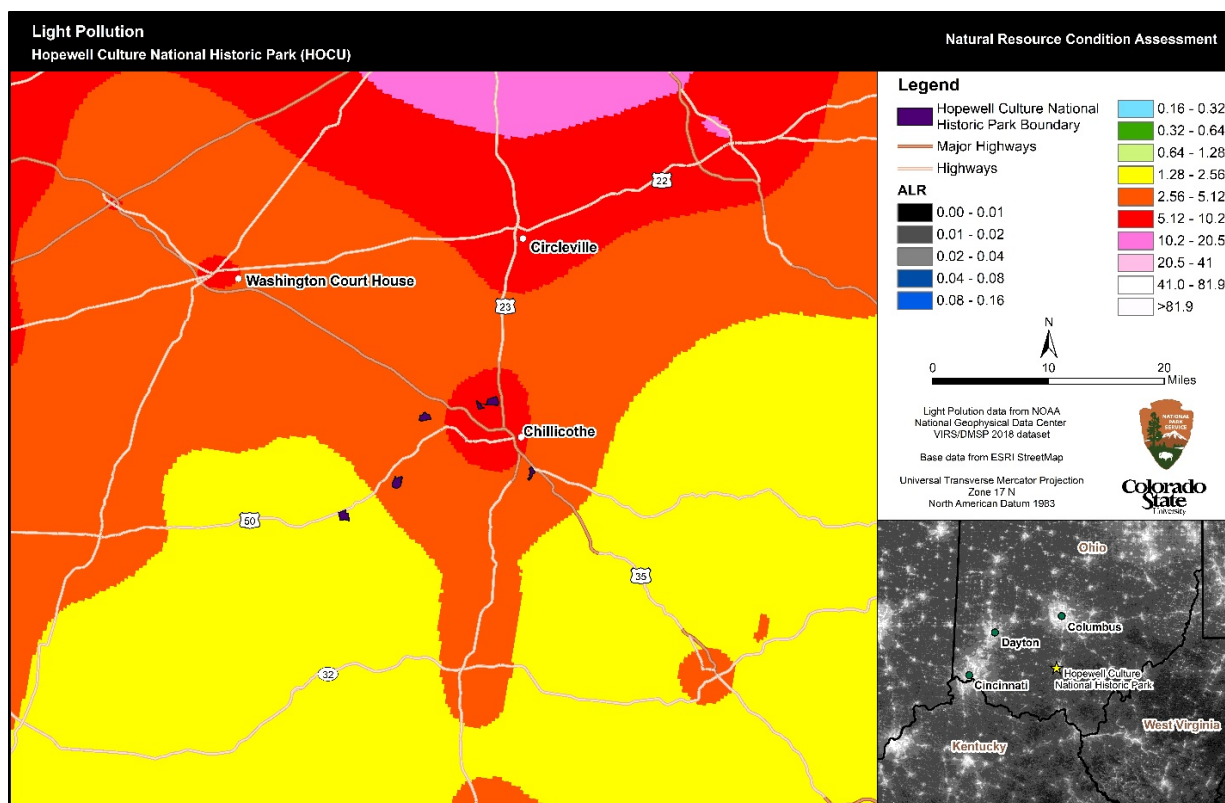 Light Pollution
Hopewell Culture National Historic Park (HOCU)
Natural Resource Condition Assessment
22
Circleville
Washington Court House
23
Chillicothe
50
35
32
Legend
Hopewell Culture National
Historic Park Boundary
Major Highways
Highways
ALR
0.00 - 0.01
0.01 - 0.02
0.02 - 0.04
0.04 - 0.08
0.08 - 0.16
0.16 - 0.32
0.32 - 0.64
0.64 - 1.28
1.28 - 2.56
2.56 - 5.12
5.12 - 10.2
10.2 - 20.5
20.5 - 41
41.0 - 81.9
>81.9
N
0
10
20
Miles
Light Polution data from NOAA
National Geophysical Data Center
VIRS/DMSP 2018 dataset
Base data from ESRI StreetMap
Universal Transverse Mercator Projection
Zone 17 N
North American Datum 1983
NATIONAL
PARK
SERVICE
Colorado
State
University
Ohio
Columbus
Dayton
Hopewell Culture
National Historic Park
Cincinnati
West Virginia
Kentucky